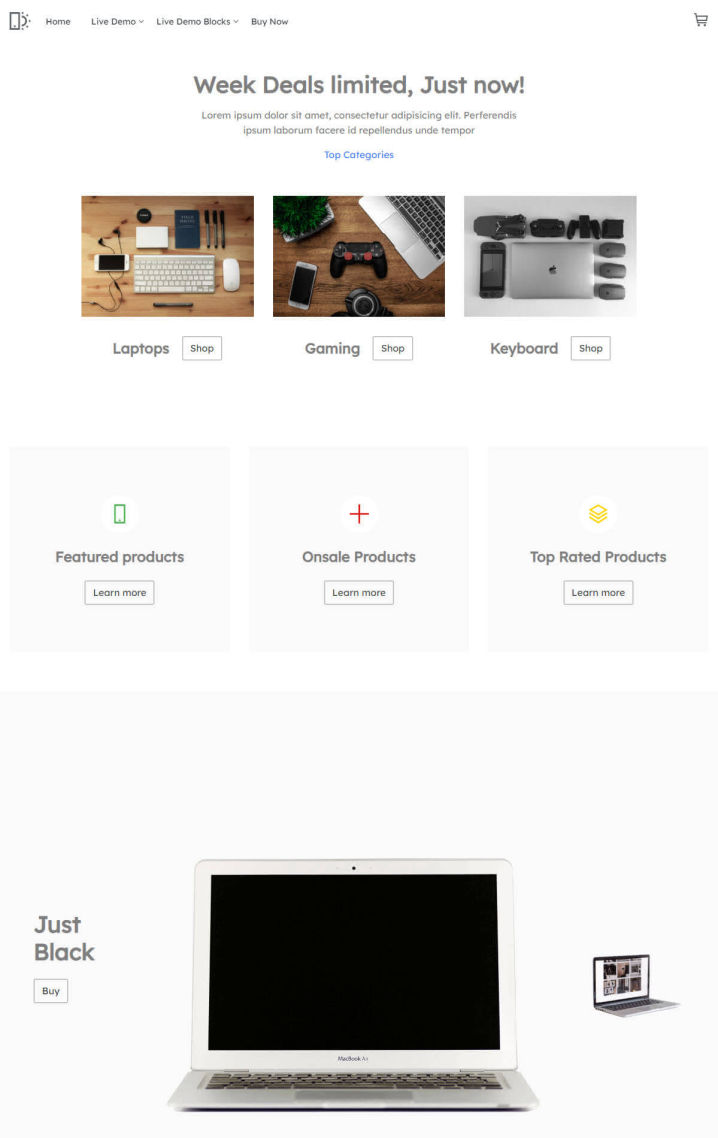 Home Live Demo Live Demo Blocks Buy Now
Week Deals limited, Just now!
Lorem ipsum dolor sit amet, consectetur adipisicing elit. Perferendis
ipsum laborum facere id repellendus unde tempor
Top Categories
Laptops Shop Gaming Shop Keyboard Shop
Featured products Onsale Products Top Rated Products
Learn more Learn more Learn more
Just
Black
Buy
MacBook Air